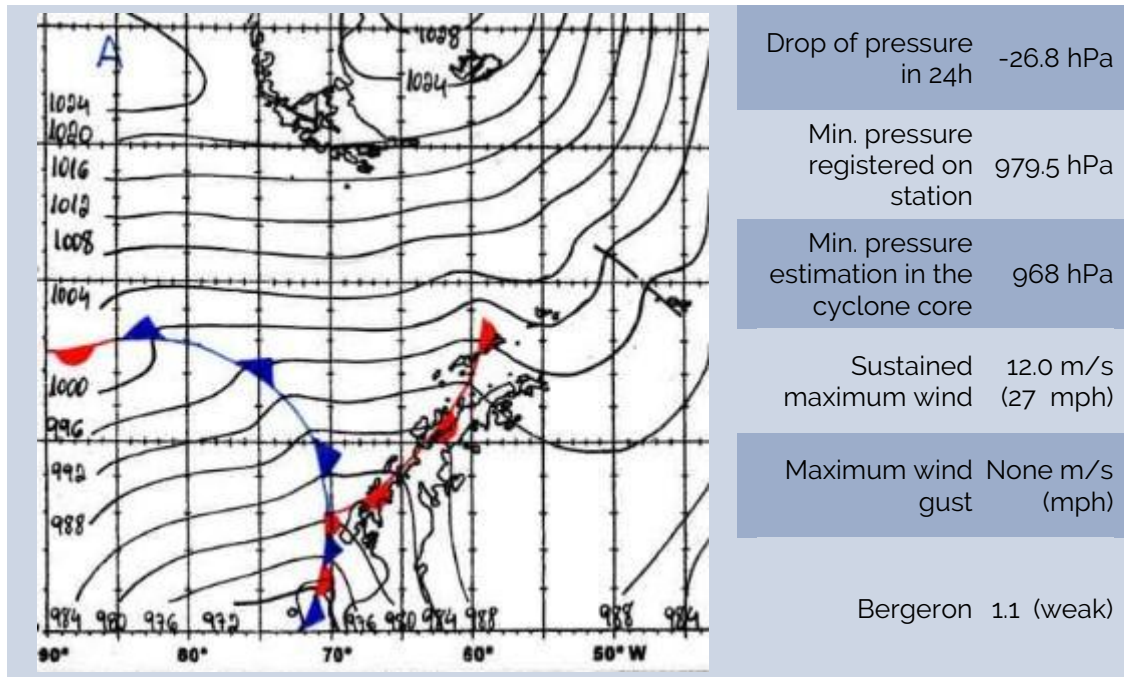 A
1028
1024
1024
1020
1016
1012
1008
1004
1000
996
992
988
984 980 976 972 976 980 984 988 988 984
90° 80° 70° 60° 50° W
Drop of pressure
in 24h
-26.8 hPa
Min. pressure
registered on
station
979.5 hPa
Min. pressure
estimation in the
cyclone core
968 hPa
Sustained
maximum wind
12.0 m/s
(27 mph)
Maximum wind
gust
None m/s
(mph)
Bergeron 1.1 (weak)